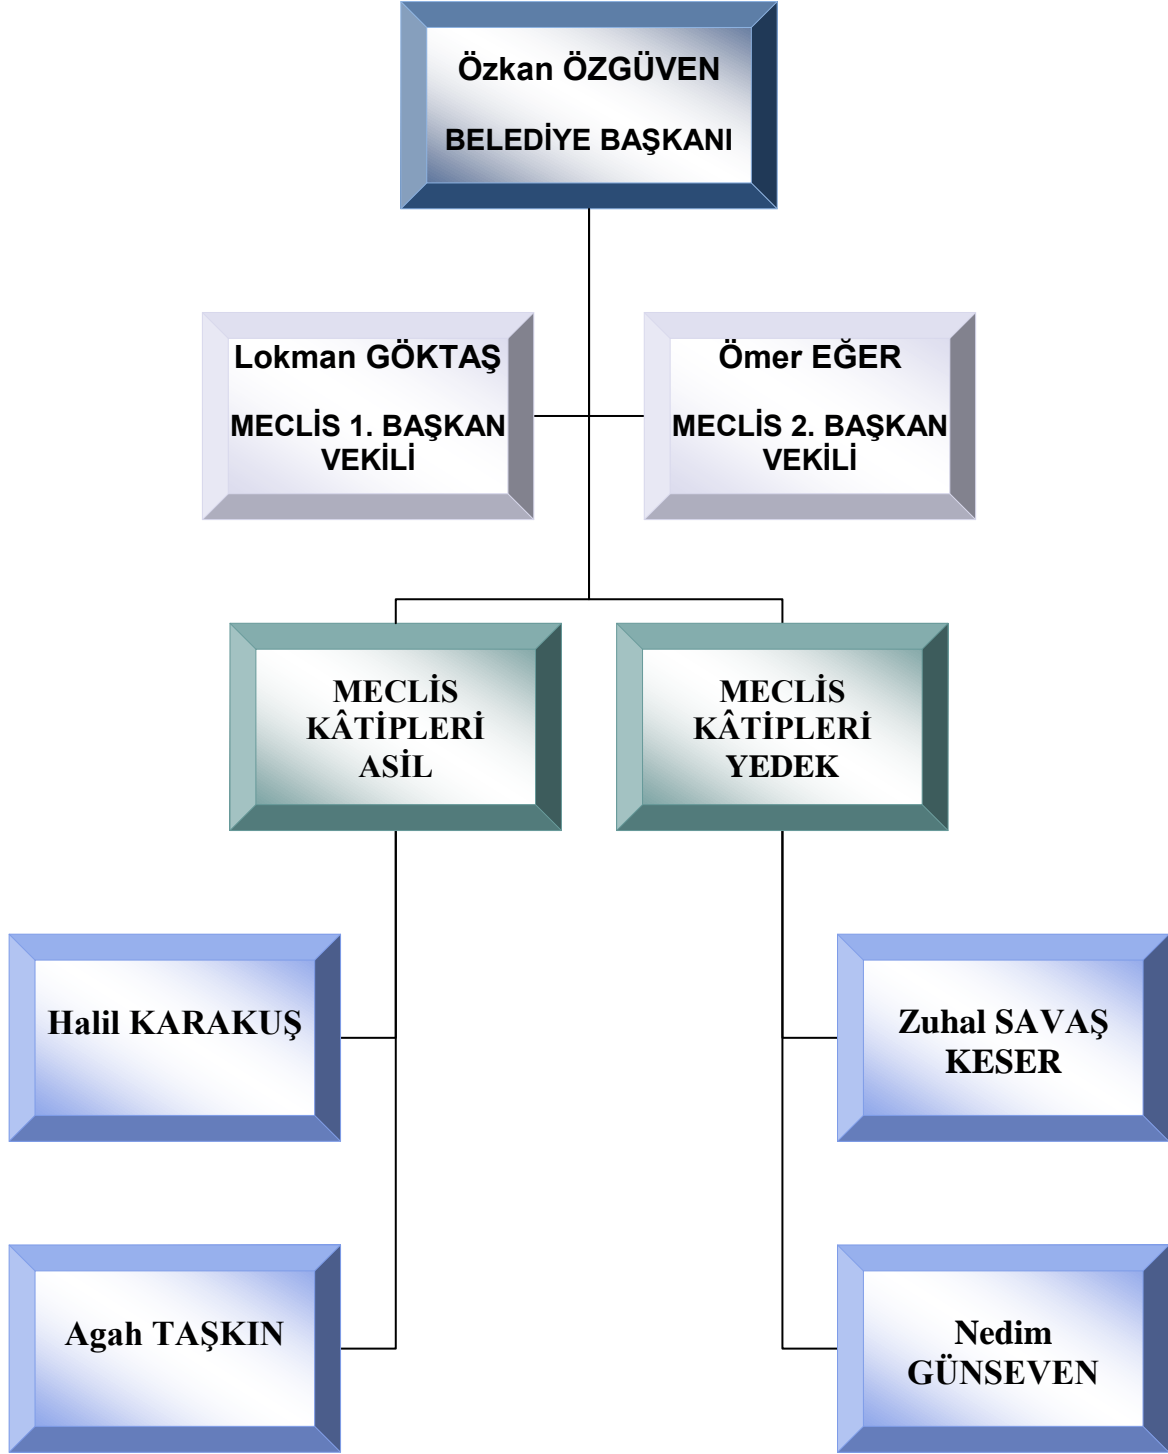 Özkan ÖZGÜVEN
BELEDİYE BAŞKANI
Lokman GÖKTAŞ
MECLİS 1. BAŞKAN
VEKİLİ
Ömer EĞER
MECLİS 2. BAŞKAN
VEKİLİ
MECLİS
KÂTİPLERİ
ASİL
MECLİS
KÂTİPLERİ
YEDEK
Halil KARAKUŞ
Zuhal SAVAŞ
KESER
Agah TAŞKIN
Nedim
GÜNSEVEN